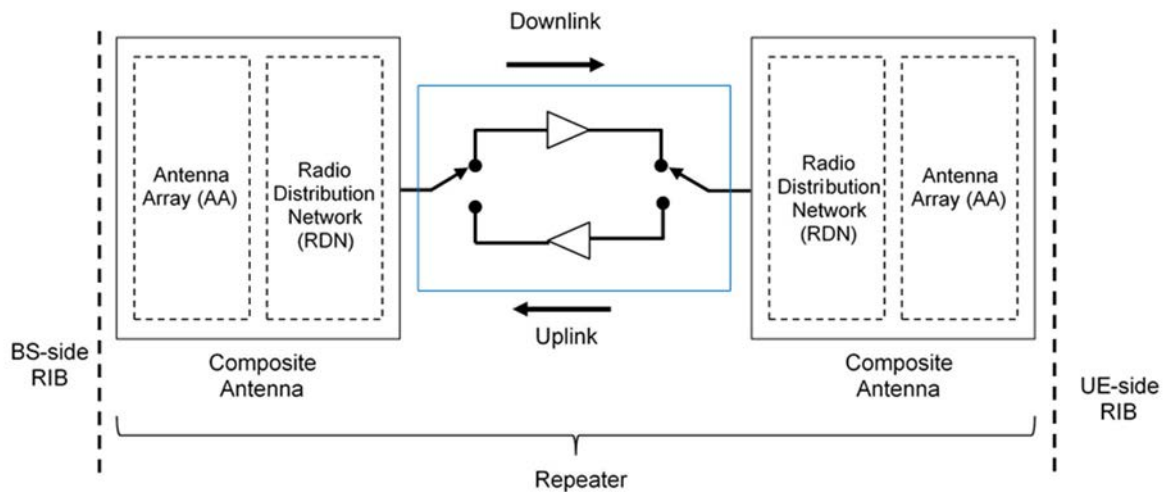 Downlink
Antenna
Array (AA)
Radio
Distribution
Network
(RDN)
Radio
Distribution
Network
(RDN)
Antenna
Array (AA)
Uplink
BS-side
RIB
Composite
Antenna
Composite
Antenna
UE-side
RIB
Repeater